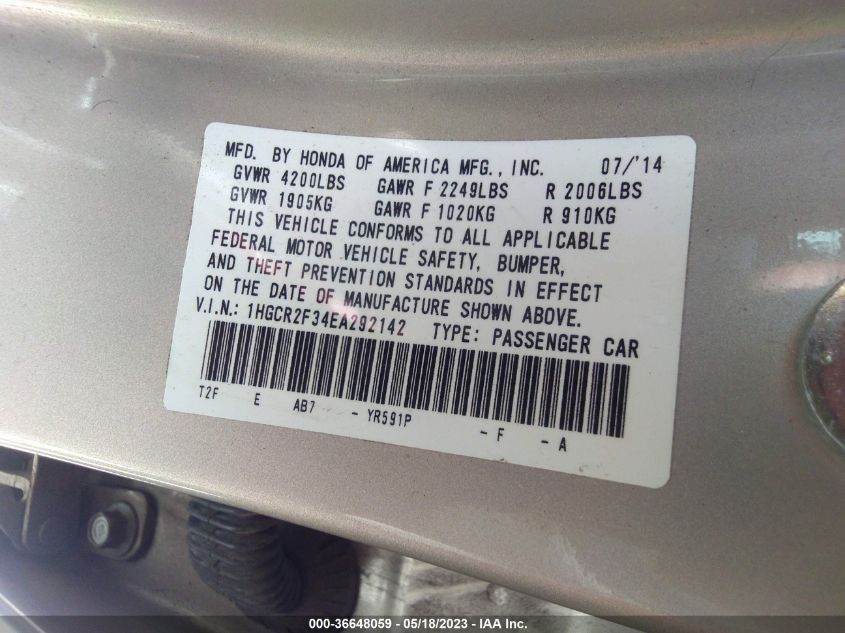 MFD. BY HONDA OF AMERICA MFG., INC. 07/'14
GVWR 4200LBS GAWR F 2249LBS R 2006LBS
GVWR 1905KG GAWR F 1020KG R 910KG
THIS VEHICLE CONFORMS TO ALL APPLICABLE
FEDERAL MOTOR VEHICLE SAFETY, BUMPER,
AND THEFT PREVENTION STANDARDS IN EFFECT
ON THE DATE OF MANUFACTURE SHOWN ABOVE.
V.I.N.: 1HGCR2F34EA292142 TYPE: PASSENGER CAR
T2F E AB7 - YR591P - F - A
000-36648059 - 05/18/2023 - IAA Inc.